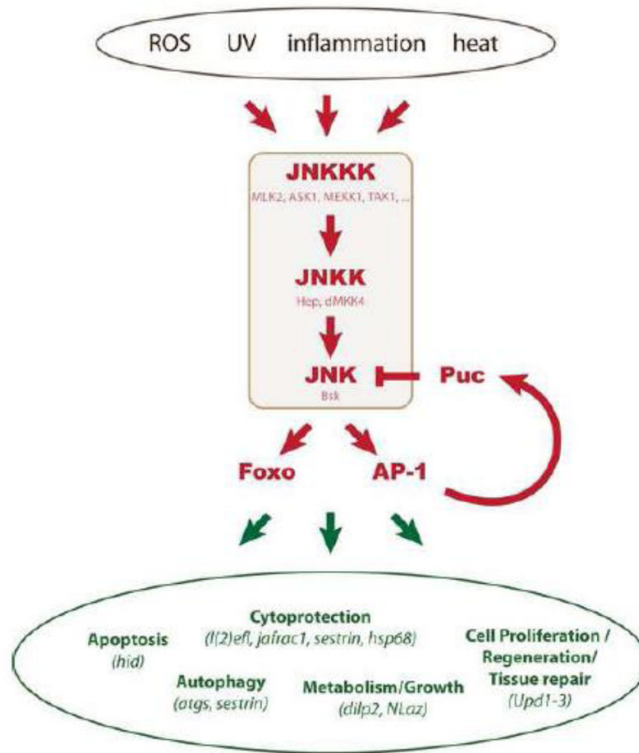 ROS UV inflammation heat
JNKKK
MLK2, ASK1, MEKK1, TAK1, ...
JNKK
Hep, dMKK4
JNK
Bsk
Puc
Foxo
AP-1
Cytoprotection
(l(2)efl, jafrac1, sestrin, hsp68)
Apoptosis
(hid)
Cell Proliferation /
Regeneration/
Tissue repair
(Upd1-3)
Autophagy
(atgs, sestrin)
Metabolism/Growth
(dilp2, NLaz)